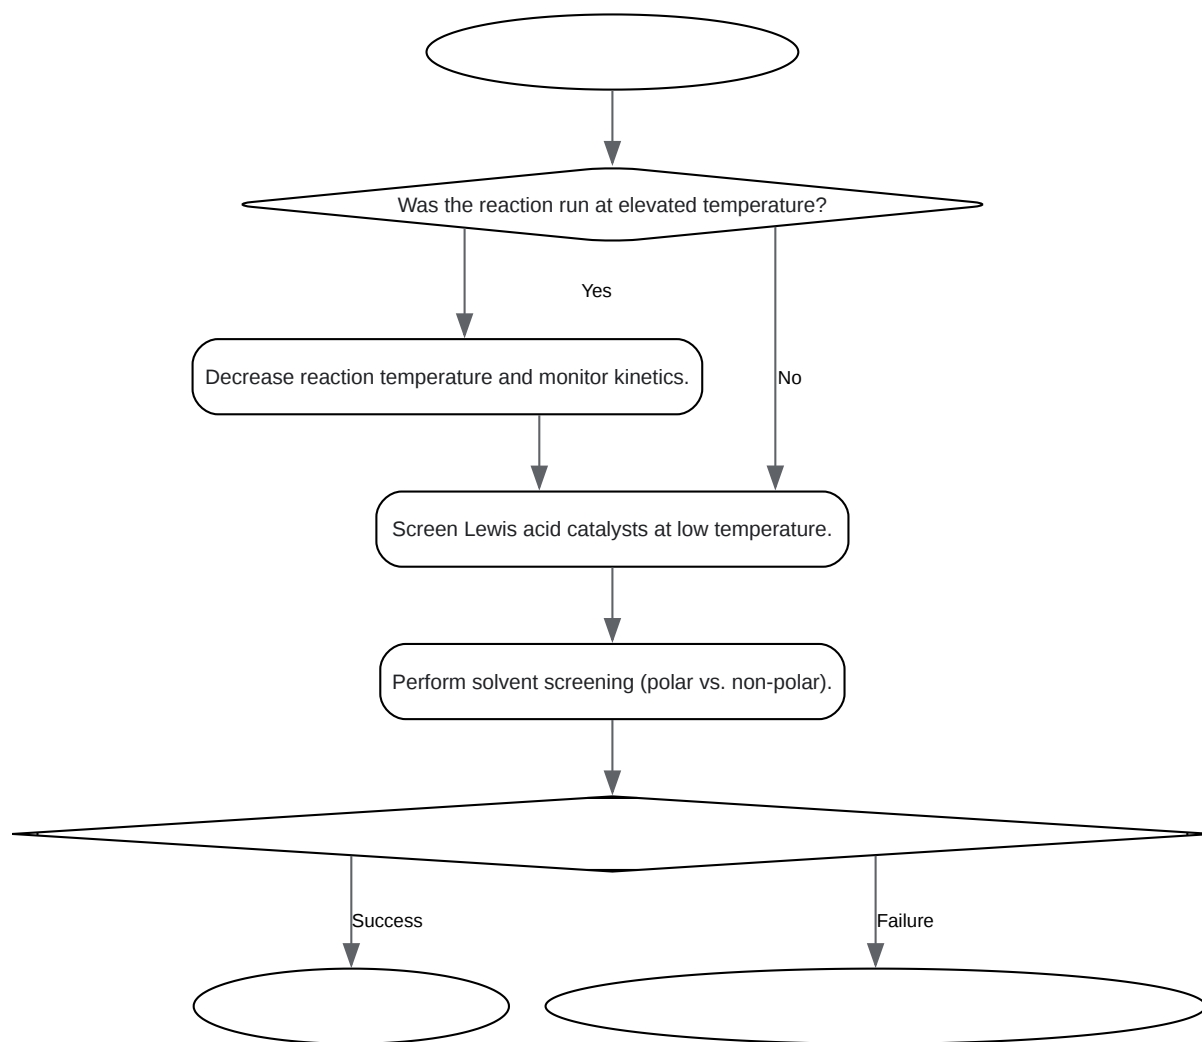 Was the reaction run at elevated temperature?
Yes
Decrease reaction temperature and monitor kinetics.
No
Screen Lewis acid catalysts at low temperature.
Perform solvent screening (polar vs. non-polar).
Success
Failure